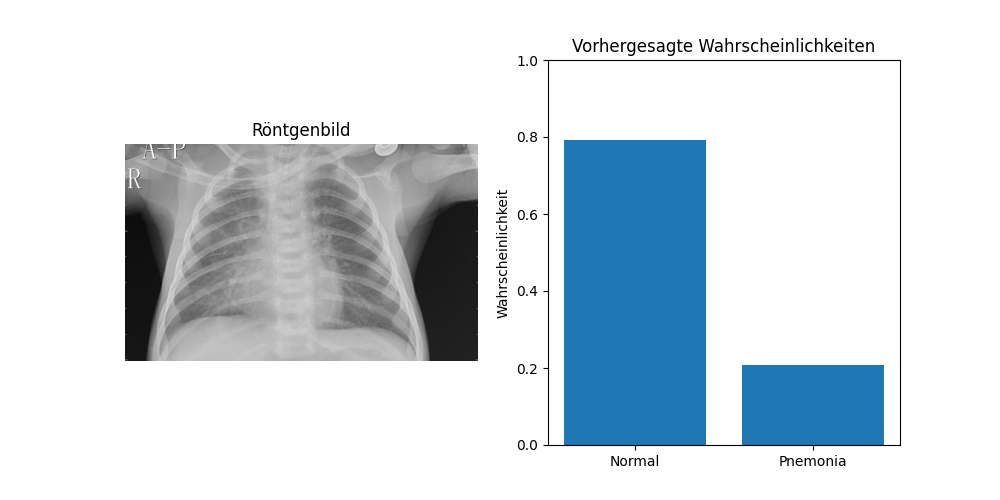 Röntgenbild
A-P
R
Vorhergesagte Wahrscheinlichkeiten
Wahrscheinlichkeit
1.0
0.8
0.6
0.4
0.2
0.0
Normal
Pnemonia